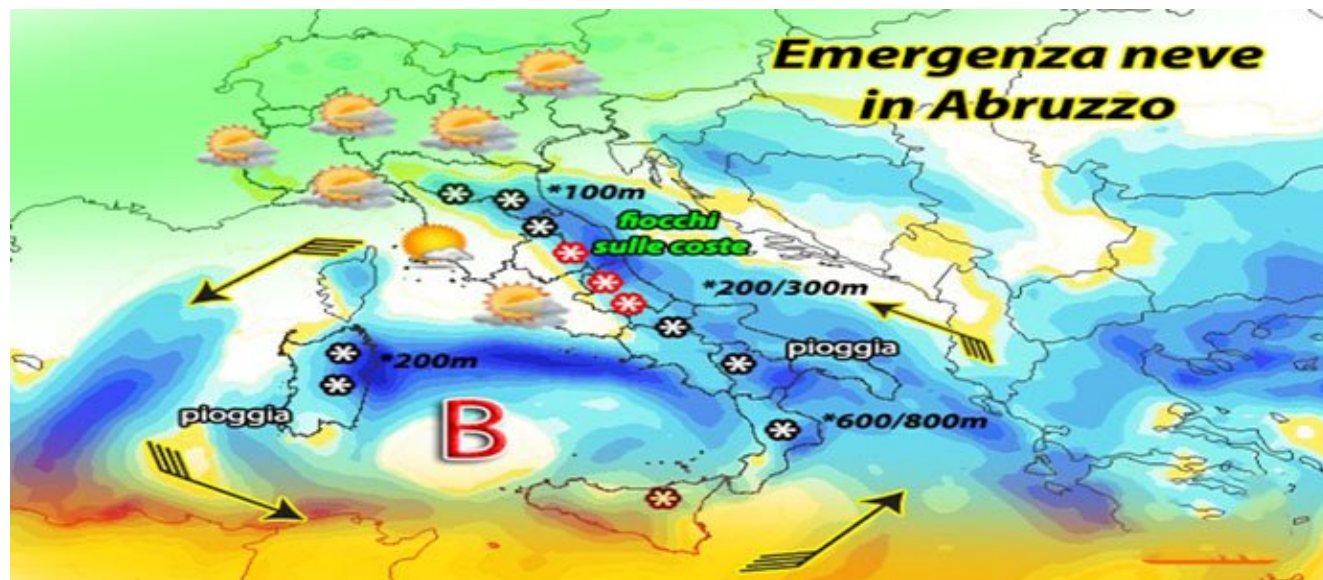 Emergenza neve
in Abruzzo
*100m
fiocchi
sulle coste
*200/300m
pioggia
*200m
pioggia
B
*600/800m